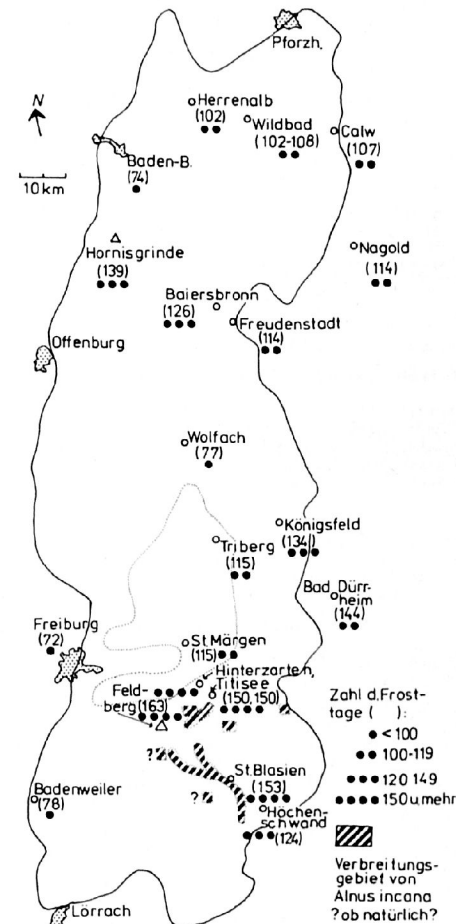 Pforzh.
N
Herrenalb
(102)
Wildbad
(102-108)
Calw
(107)
10 km
Baden-B.
(74)
Hornisgrinde
(139)
Nagold
(114)
Baiersbronn
(126)
Freudenstadt
(114)
Offenburg
Wolfach
(77)
Königsfeld
(134)
Triberg
(115)
Bad Dürr-
heim
(144)
Freiburg
(72)
St.Märgen
(115)
Hinterzarten,
Titisee
(150,150)
Feld-
berg(163)
Zahl d.Frost-
tage ( ):
<100
100-119
120 149
150u.mehr
?
St.Blasien
(153)
?
Badenweiler
(78)
Höchen-
schwand
(124)
Verbreitungs-
gebiet von
Alnus incana
?ob natürlich?
Lörrach